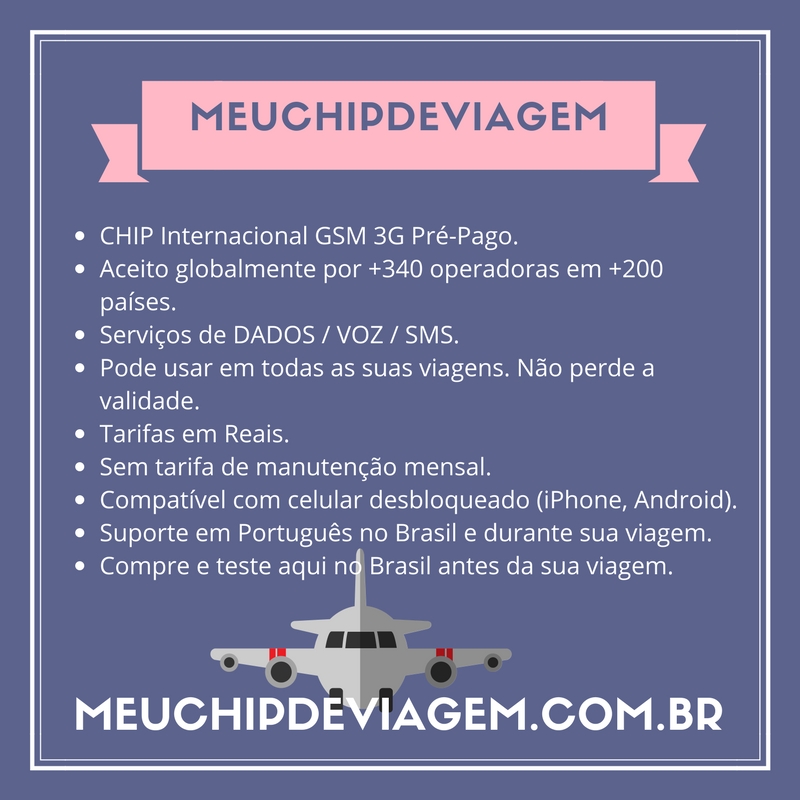 MEUCHIPDEVIAGEM
• CHIP Internacional GSM 3G Pré-Pago.
• Aceito globalmente por +340 operadoras em +200
países.
• Serviços de DADOS / VOZ / SMS.
• Pode usar em todas as suas viagens. Não perde a
validade.
• Tarifas em Reais.
• Sem tarifa de manutenção mensal.
• Compatível com celular desbloqueado (iPhone, Android).
• Suporte em Português no Brasil e durante sua viagem.
• Compre e teste aqui no Brasil antes da sua viagem.
MEUCHIPDEVIAGEM.COM.BR